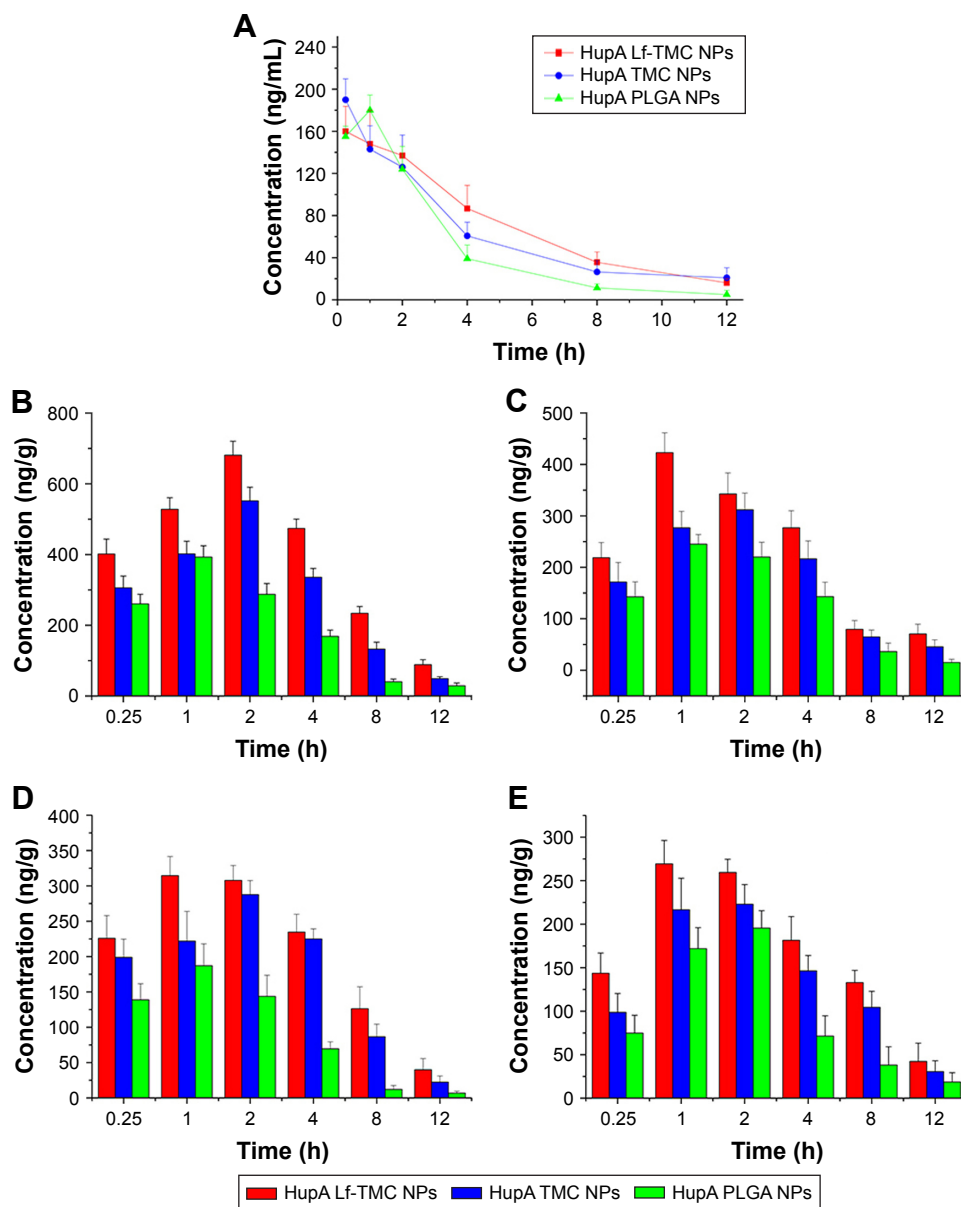 A
Concentration (ng/mL)
240
200
160
120
80
40
0
0 2 4 6 8 10 12
Time (h)
HupA Lf-TMC NPs
HupA TMC NPs
HupA PLGA NPs
B
Concentration (ng/g)
800
600
400
200
0
0.25 1 2 4 8 12
Time (h)
C
Concentration (ng/g)
500
400
300
200
100
0
0.25 1 2 4 8 12
Time (h)
D
Concentration (ng/g)
400
350
300
250
200
150
100
50
0
0.25 1 2 4 8 12
Time (h)
E
Concentration (ng/g)
300
250
200
150
100
50
0
0.25 1 2 4 8 12
Time (h)
HupA Lf-TMC NPs HupA TMC NPs HupA PLGA NPs